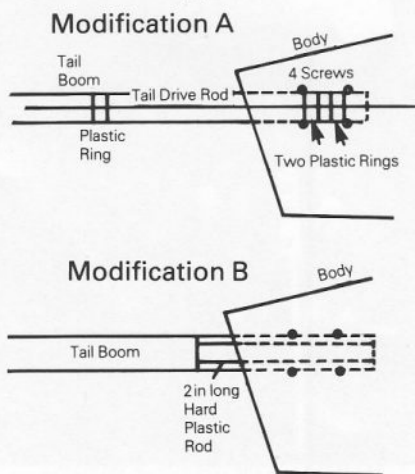 Modification A
Body
Tail
Boom
Tail Drive Rod
4 Screws
Plastic
Ring
Two Plastic Rings
Modification B
Body
Tail Boom
2 in long
Hard
Plastic
Rod